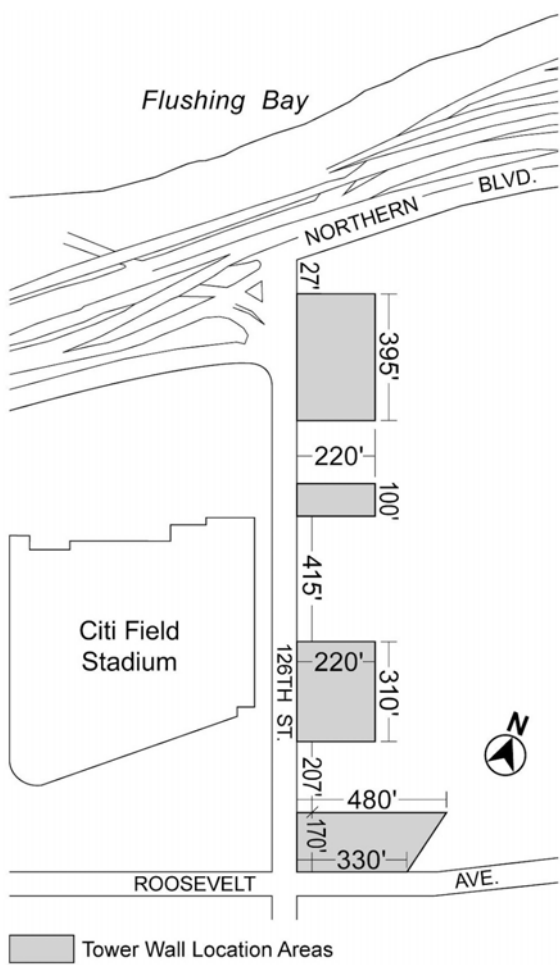 Flushing Bay
NORTHERN BLVD.
27'
395'
220'
100'
415'
Citi Field
Stadium
126TH ST.
220'
310'
N
207'
480'
170'
330'
ROOSEVELT AVE.
Tower Wall Location Areas